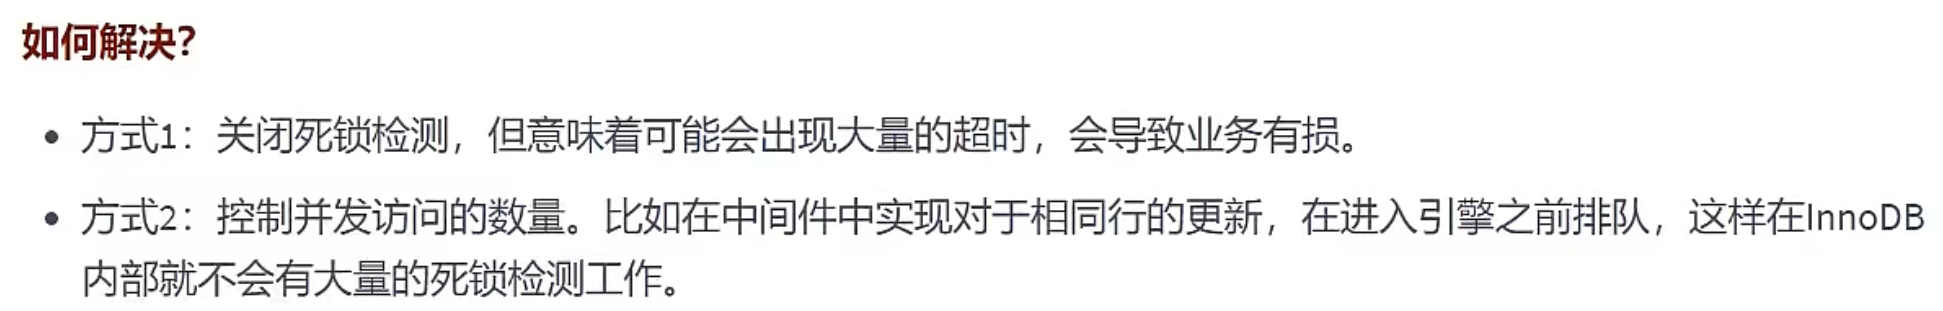 如何解决？
• 方式1：关闭死锁检测，但意味着可能会出现大量的超时，会导致业务有损。
• 方式2：控制并发访问的数量。比如在中间件中实现对于相同行的更新，在进入引擎之前排队，这样在InnoDB
内部就不会有大量的死锁检测工作。